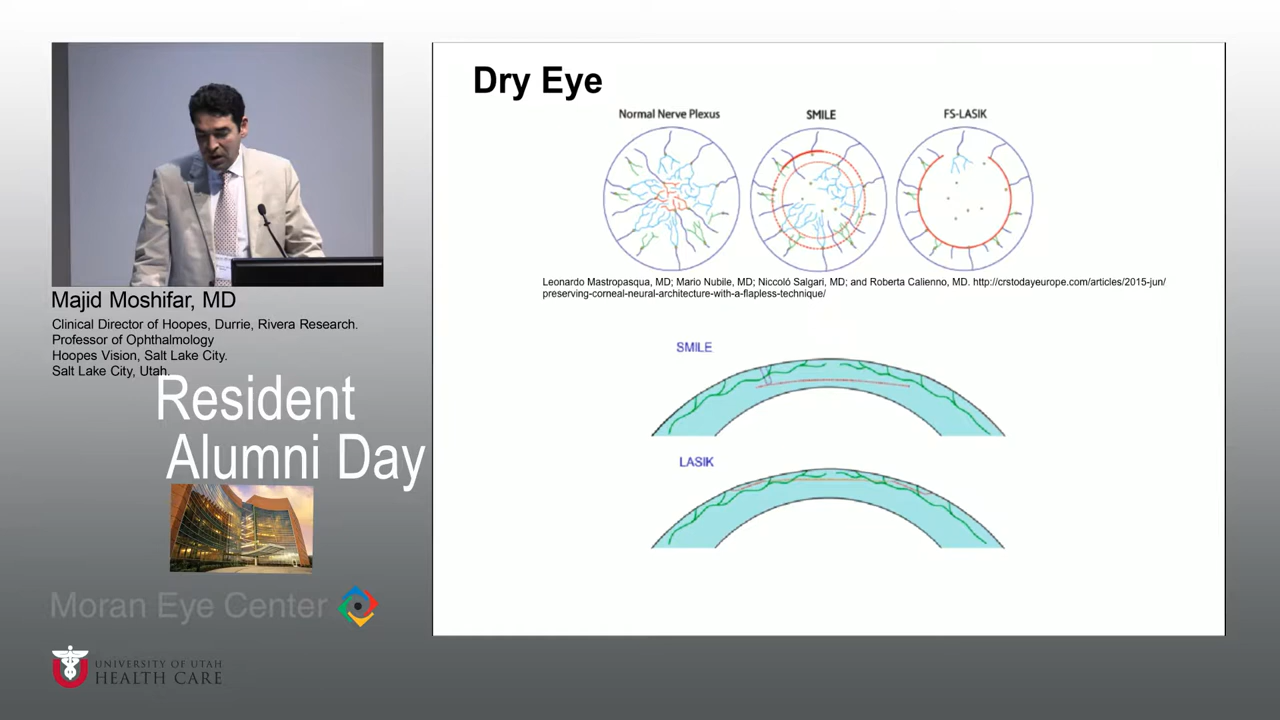 Dry Eye
Normal Nerve Plexus
SMILE
FS-LASIK
Leonardo Mastropasqua, MD; Mario Nubile, MD; Niccoló Salgari, MD; and Roberta Calienno, MD. http://crstodayeurope.com/articles/2015-jun/
preserving-corneal-neural-architecture-with-a-flapless-technique/
SMILE
LASIK
Majid Moshifar, MD
Clinical Director of Hoopes, Durrie, Rivera Research.
Professor of Ophthalmology
Hoopes Vision, Salt Lake City.
Salt Lake City, Utah.
Resident
Alumni Day
Moran Eye Center
UNIVERSITY OF UTAH
HEALTH CARE